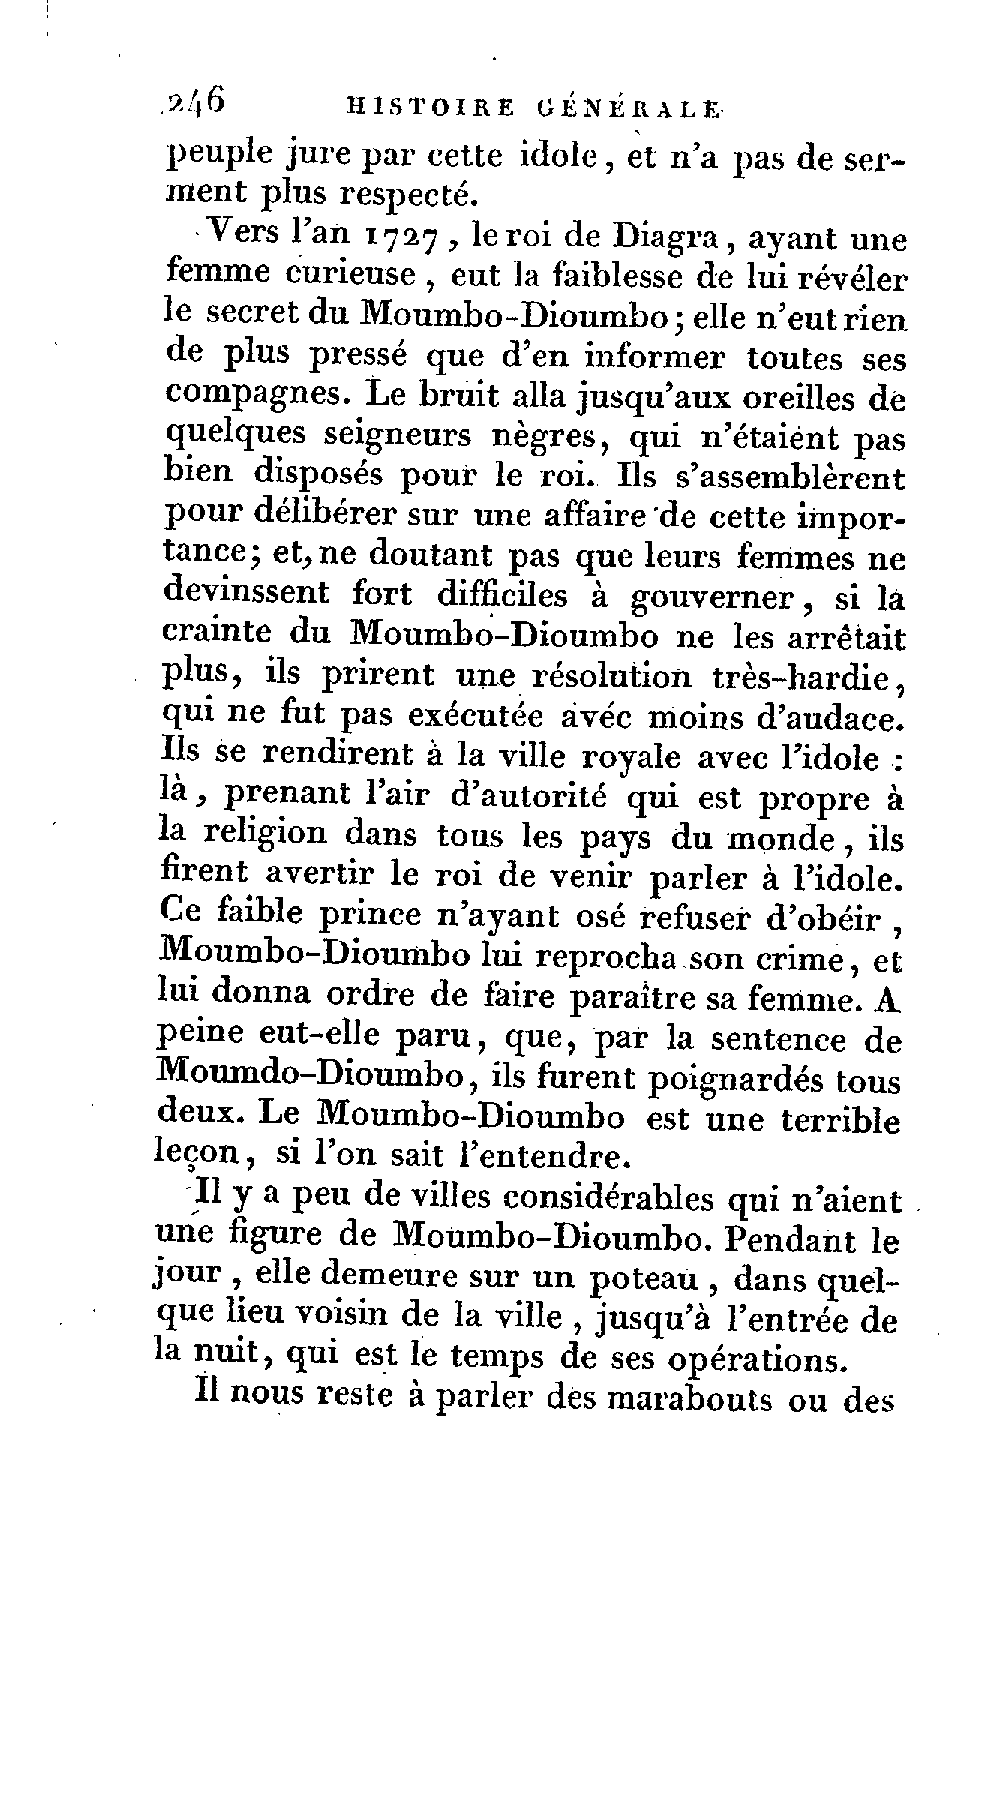 246 HISTOIRE GÉNÉRALE
peuple jure par cette idole, et n'a pas de ser-
ment plus respecté.
Vers l'an 1727, le roi de Diagra, ayant une
femme curieuse, eut la faiblesse de lui révéler
le secret du Moumbo-Dioumbo; elle n'eut rien
de plus pressé que d'en informer toutes ses
compagnes. Le bruit alla jusqu'aux oreilles de
quelques seigneurs nègres, qui n'étaient pas
bien disposés pour le roi. Ils s'assemblèrent
pour délibérer sur une affaire de cette impor-
tance; et, ne doutant pas que leurs femmes ne
devinssent fort difficiles à gouverner, si la
crainte du Moumbo-Dioumbo ne les arrêtait
plus, ils prirent une résolution très-hardie,
qui ne fut pas exécutée avéc moins d'audace.
Ils se rendirent à la ville royale avec l'idole :
là, prenant l'air d'autorité qui est propre à
la religion dans tous les pays du monde, ils
firent avertir le roi de venir parler à l'idole.
Ce faible prince n'ayant osé refuser d'obéir,
Moumbo-Dioumbo lui reprocha son crime, et
lui donna ordre de faire paraître sa femme. A
peine eut-elle paru, que, par la sentence de
Moumdo-Dioumbo, ils furent poignardés tous
deux. Le Moumbo-Dioumbo est une terrible
leçon, si l'on sait l'entendre.
Il y a peu de villes considérables qui n'aient
une figure de Moumbo-Dioumbo. Pendant le
jour, elle demeure sur un poteau, dans quel-
que lieu voisin de la ville, jusqu'à l'entrée de
la nuit, qui est le temps de ses opérations.
Il nous reste à parler des marabouts ou des